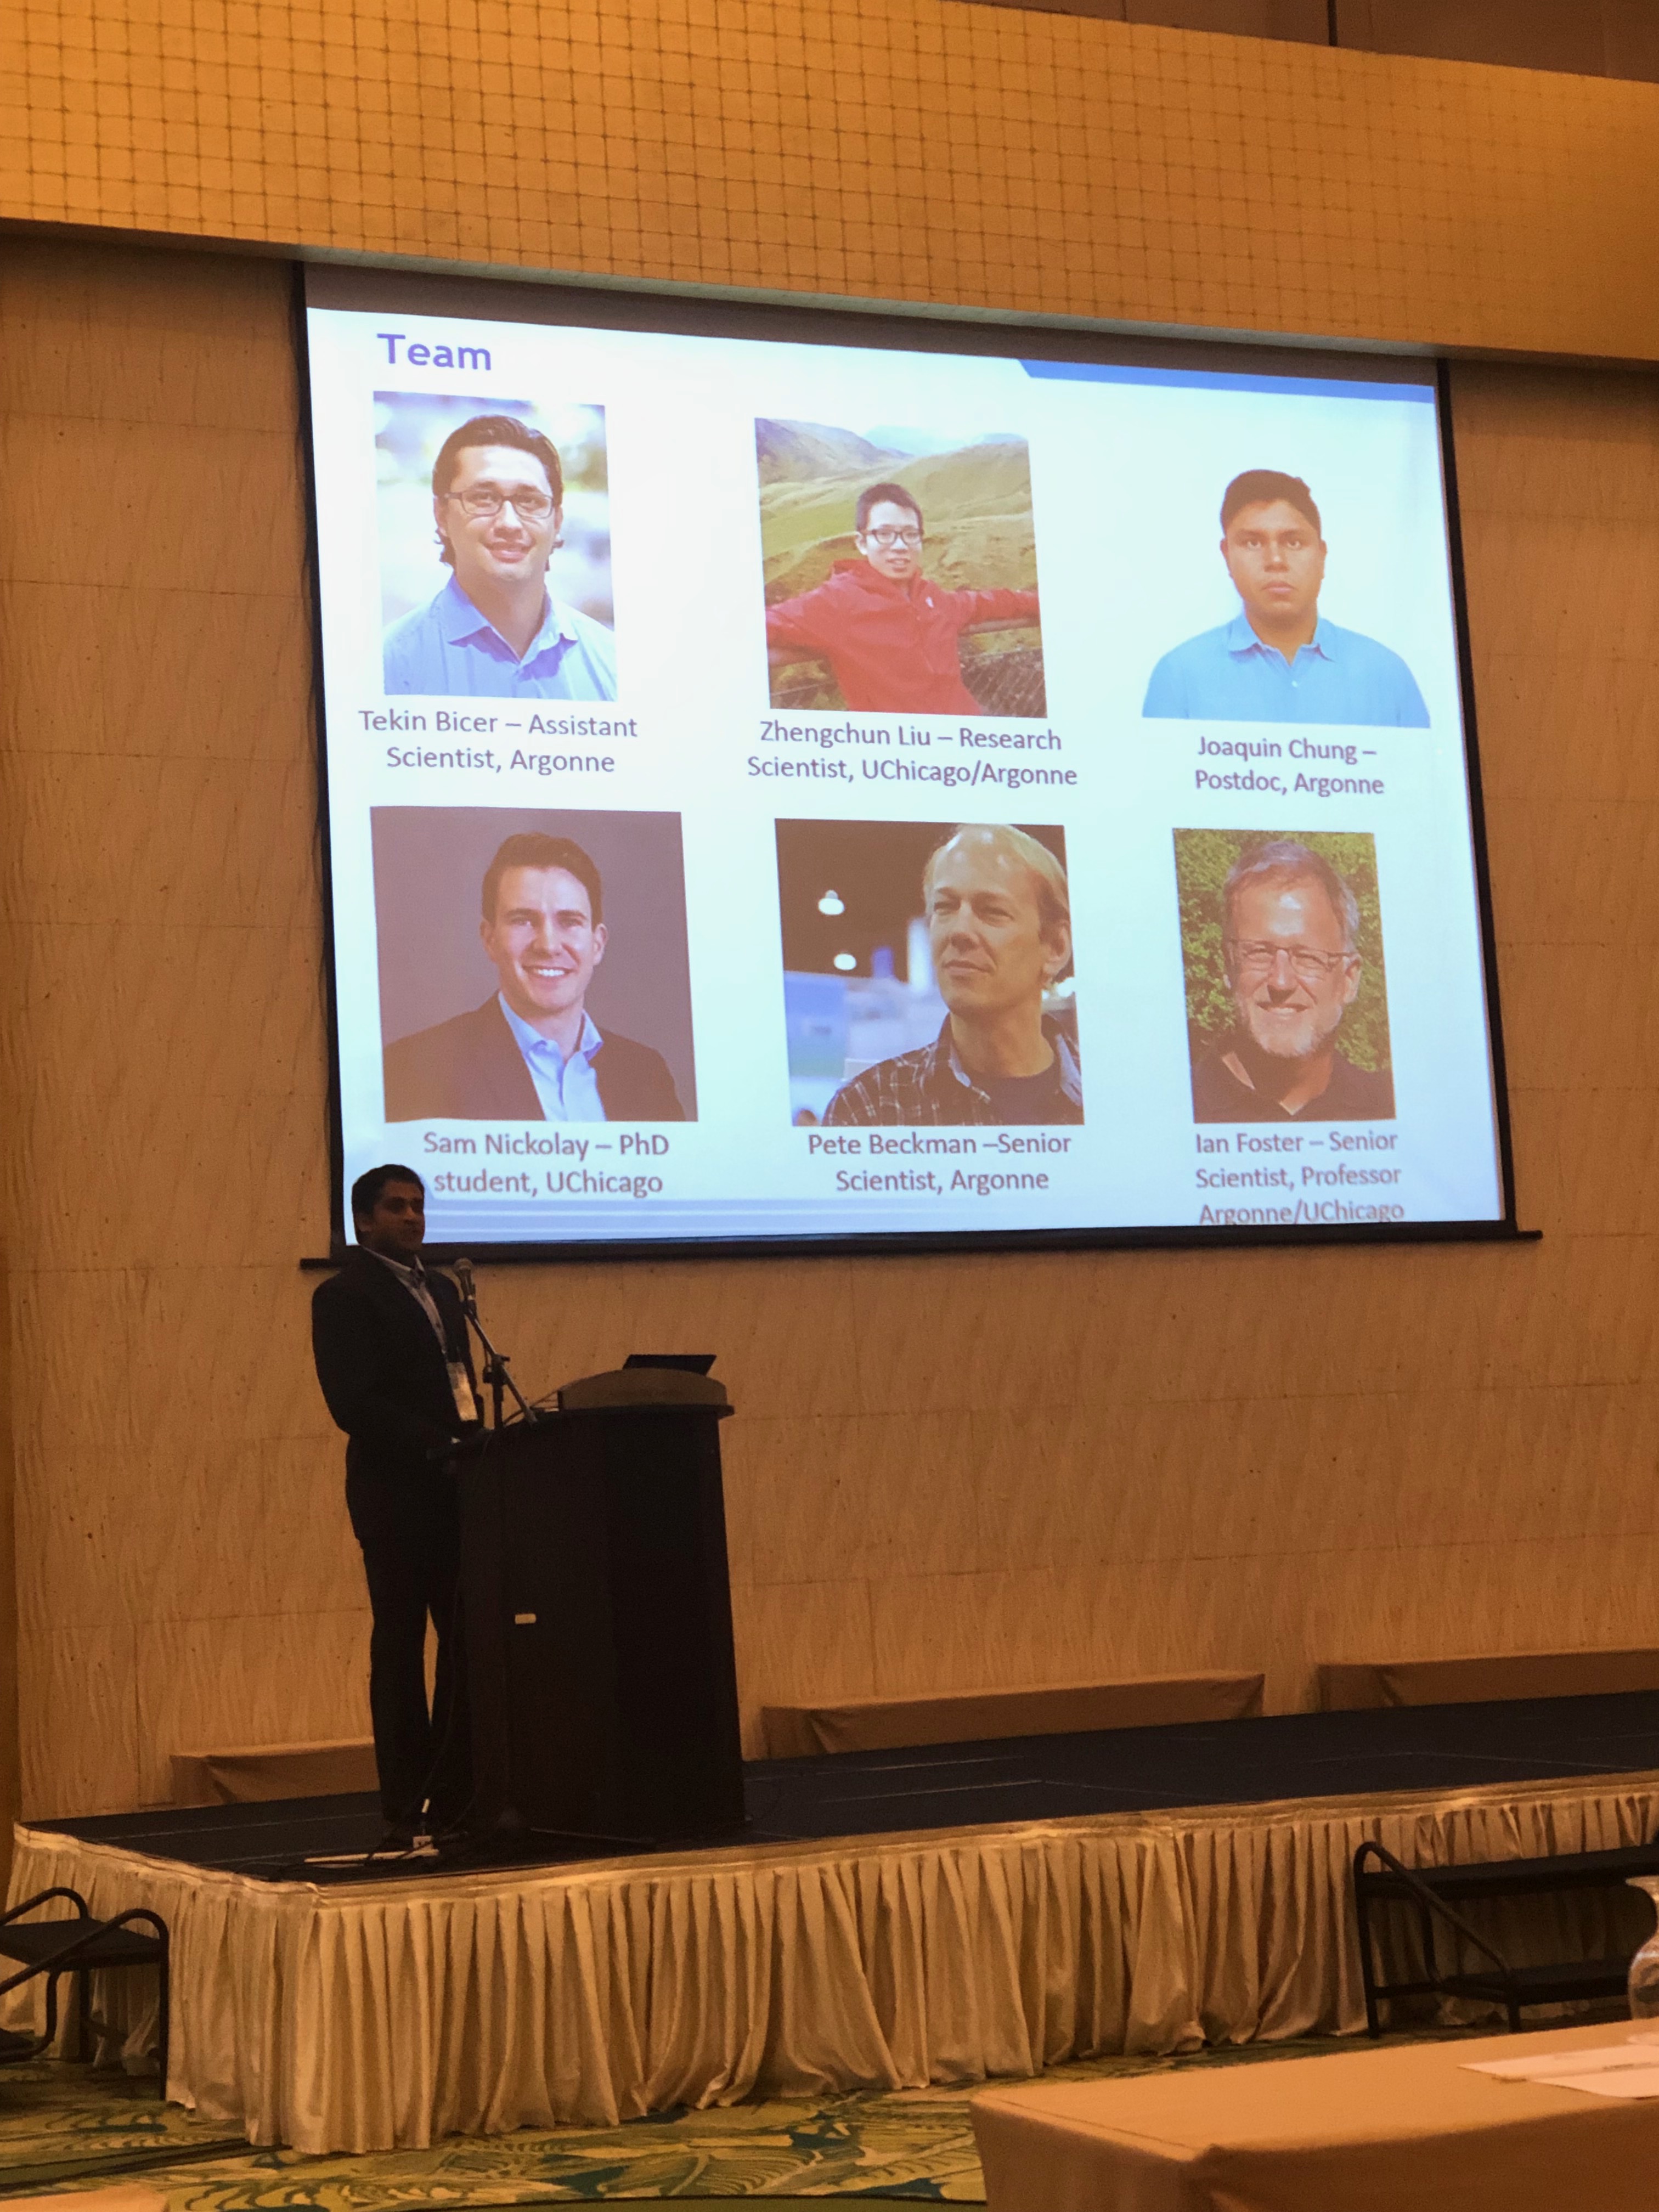 Team
Tekin Bicer – Assistant
Scientist, Argonne
Zhengchun Liu – Research
Scientist, UChicago/Argonne
Joaquin Chung –
Postdoc, Argonne
Sam Nickolay – PhD
student, UChicago
Pete Beckman –Senior
Scientist, Argonne
Ian Foster – Senior
Scientist, Professor
Argonne/UChicago